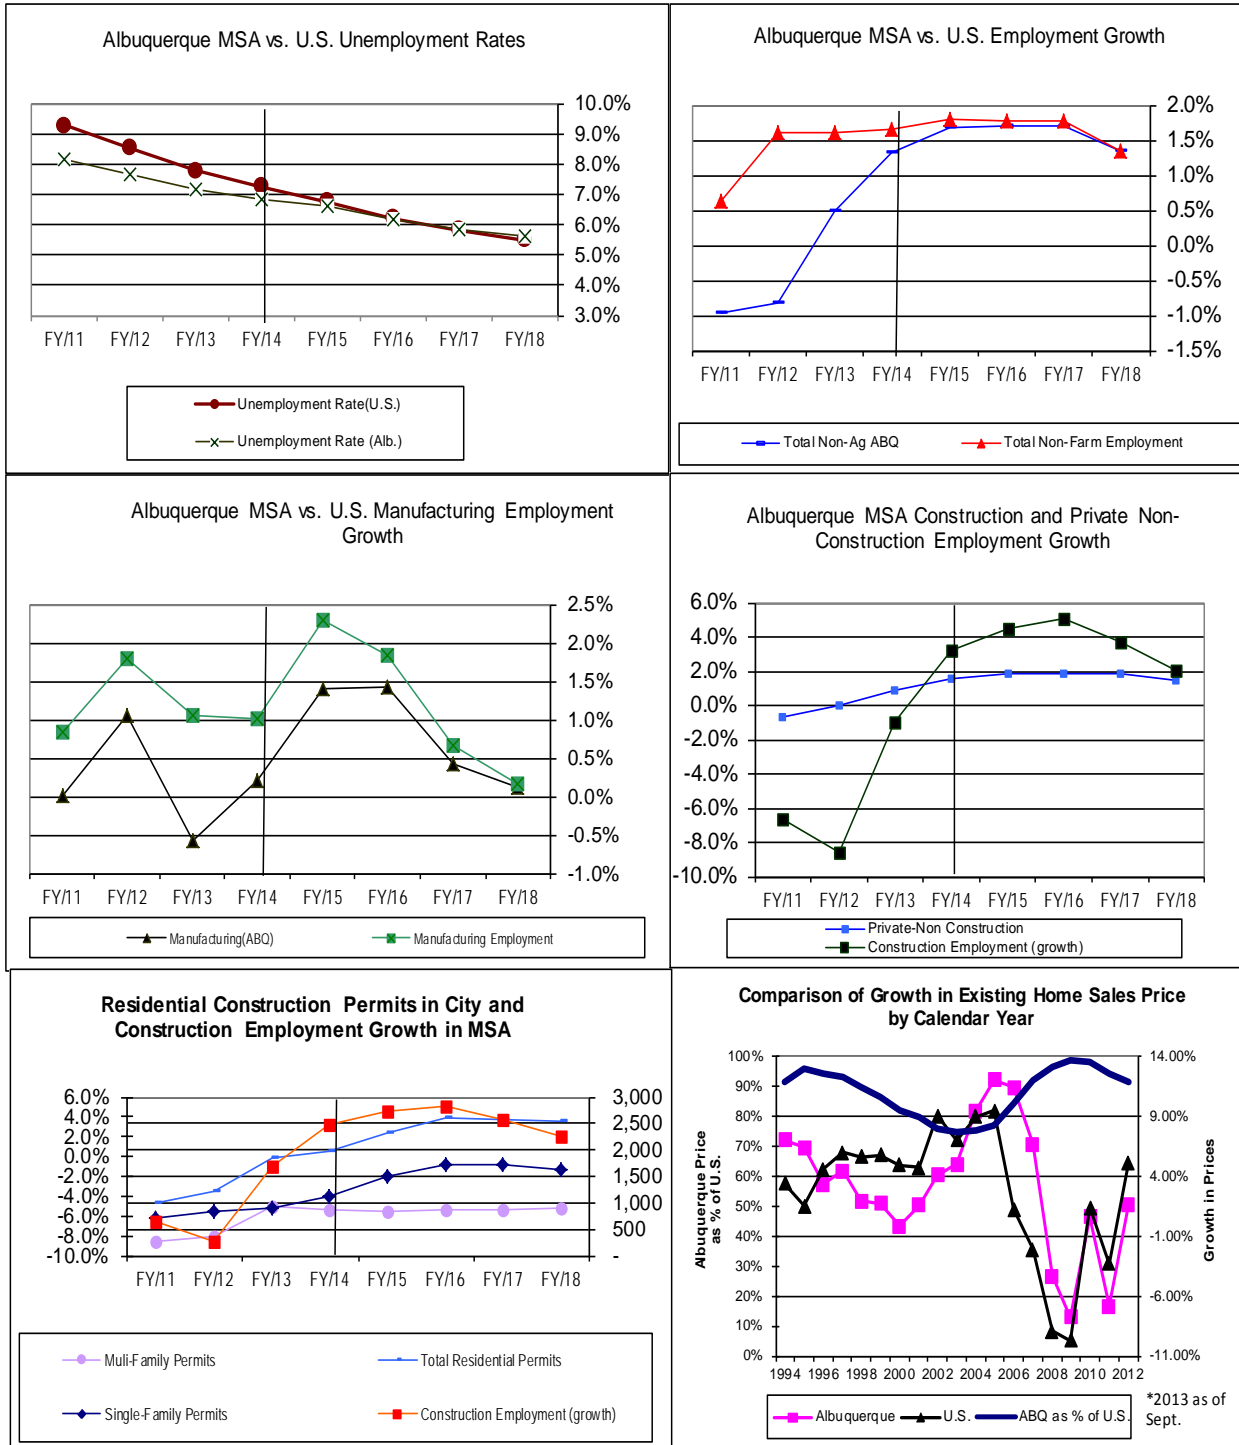 Albuquerque MSA vs. U.S. Unemployment Rates
10.0%
9.0%
8.0%
7.0%
6.0%
5.0%
4.0%
3.0%
FY/11 FY/12 FY/13 FY/14 FY/15 FY/16 FY/17 FY/18
Unemployment Rate(U.S.)
Unemployment Rate (Alb.)
Albuquerque MSA vs. U.S. Employment Growth
2.0%
1.5%
1.0%
0.5%
0.0%
-0.5%
-1.0%
-1.5%
FY/11 FY/12 FY/13 FY/14 FY/15 FY/16 FY/17 FY/18
Total Non-Ag ABQ Total Non-Farm Employment
Albuquerque MSA vs. U.S. Manufacturing Employment
Growth
2.5%
2.0%
1.5%
1.0%
0.5%
0.0%
-0.5%
-1.0%
FY/11 FY/12 FY/13 FY/14 FY/15 FY/16 FY/17 FY/18
Manufacturing(ABQ) Manufacturing Employment
Albuquerque MSA Construction and Private Non-
Construction Employment Growth
6.0%
4.0%
2.0%
0.0%
-2.0%
-4.0%
-6.0%
-8.0%
-10.0%
FY/11 FY/12 FY/13 FY/14 FY/15 FY/16 FY/17 FY/18
Private-Non Construction
Construction Employment (growth)
Residential Construction Permits in City and
Construction Employment Growth in MSA
6.0% 3,000
4.0% 2,500
2.0% 2,000
0.0% 1,500
-2.0% 1,000
-4.0% 500
-6.0% -
-8.0%
-10.0%
FY/11 FY/12 FY/13 FY/14 FY/15 FY/16 FY/17 FY/18
Muli-Family Permits Total Residential Permits
Single-Family Permits Construction Employment (growth)
Comparison of Growth in Existing Home Sales Price
by Calendar Year
Albuquerque Price
as % of U.S.
100% 14.00%
90%
80% 9.00%
70%
60% 4.00%
50%
40% -1.00%
30%
20% -6.00%
10%
0% -11.00%
Growth in Prices
1994 1996 1998 2000 2002 2004 2006 2008 2010 2012
Albuquerque U.S. ABQ as % of U.S.
*2013 as of
Sept.